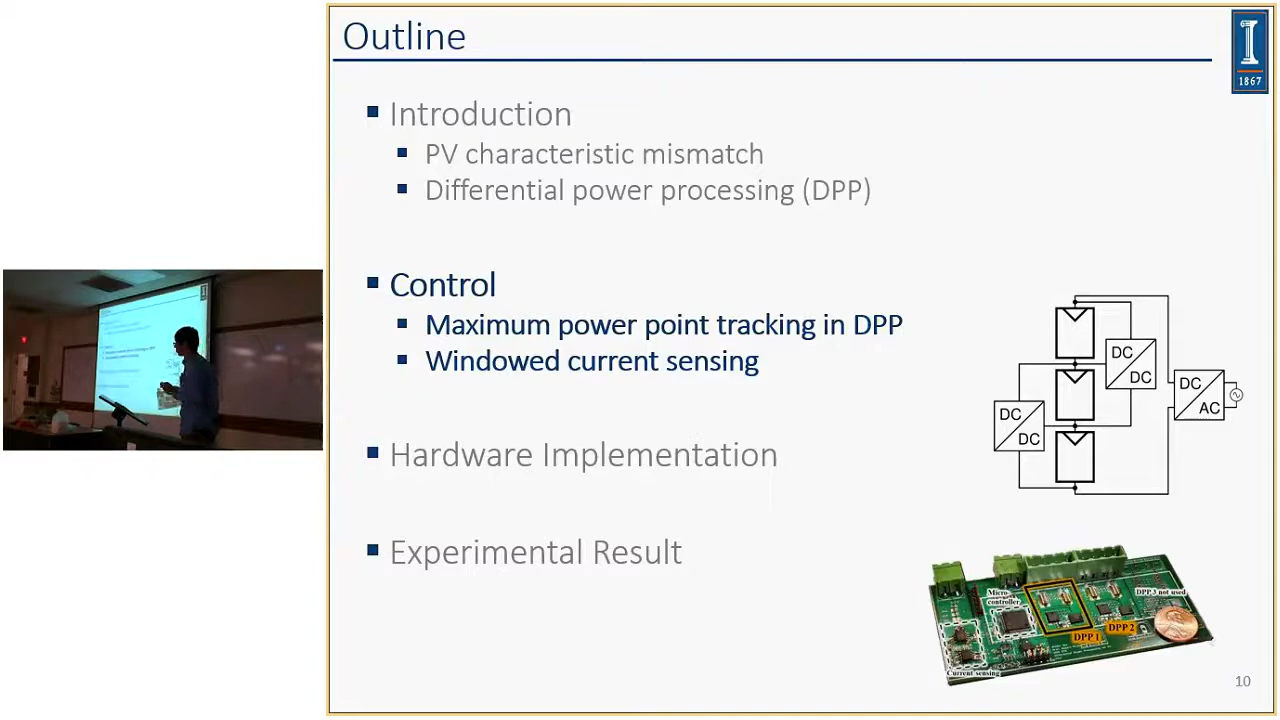 Outline
1867
Introduction
PV characteristic mismatch
Differential power processing (DPP)
Control
Maximum power point tracking in DPP
Windowed current sensing
DC
DC
DC
AC
DC
DC
Hardware Implementation
Experimental Result
Micro-
controller
DPP 3 not used
DPP 1
DPP 2
Current sensing
10